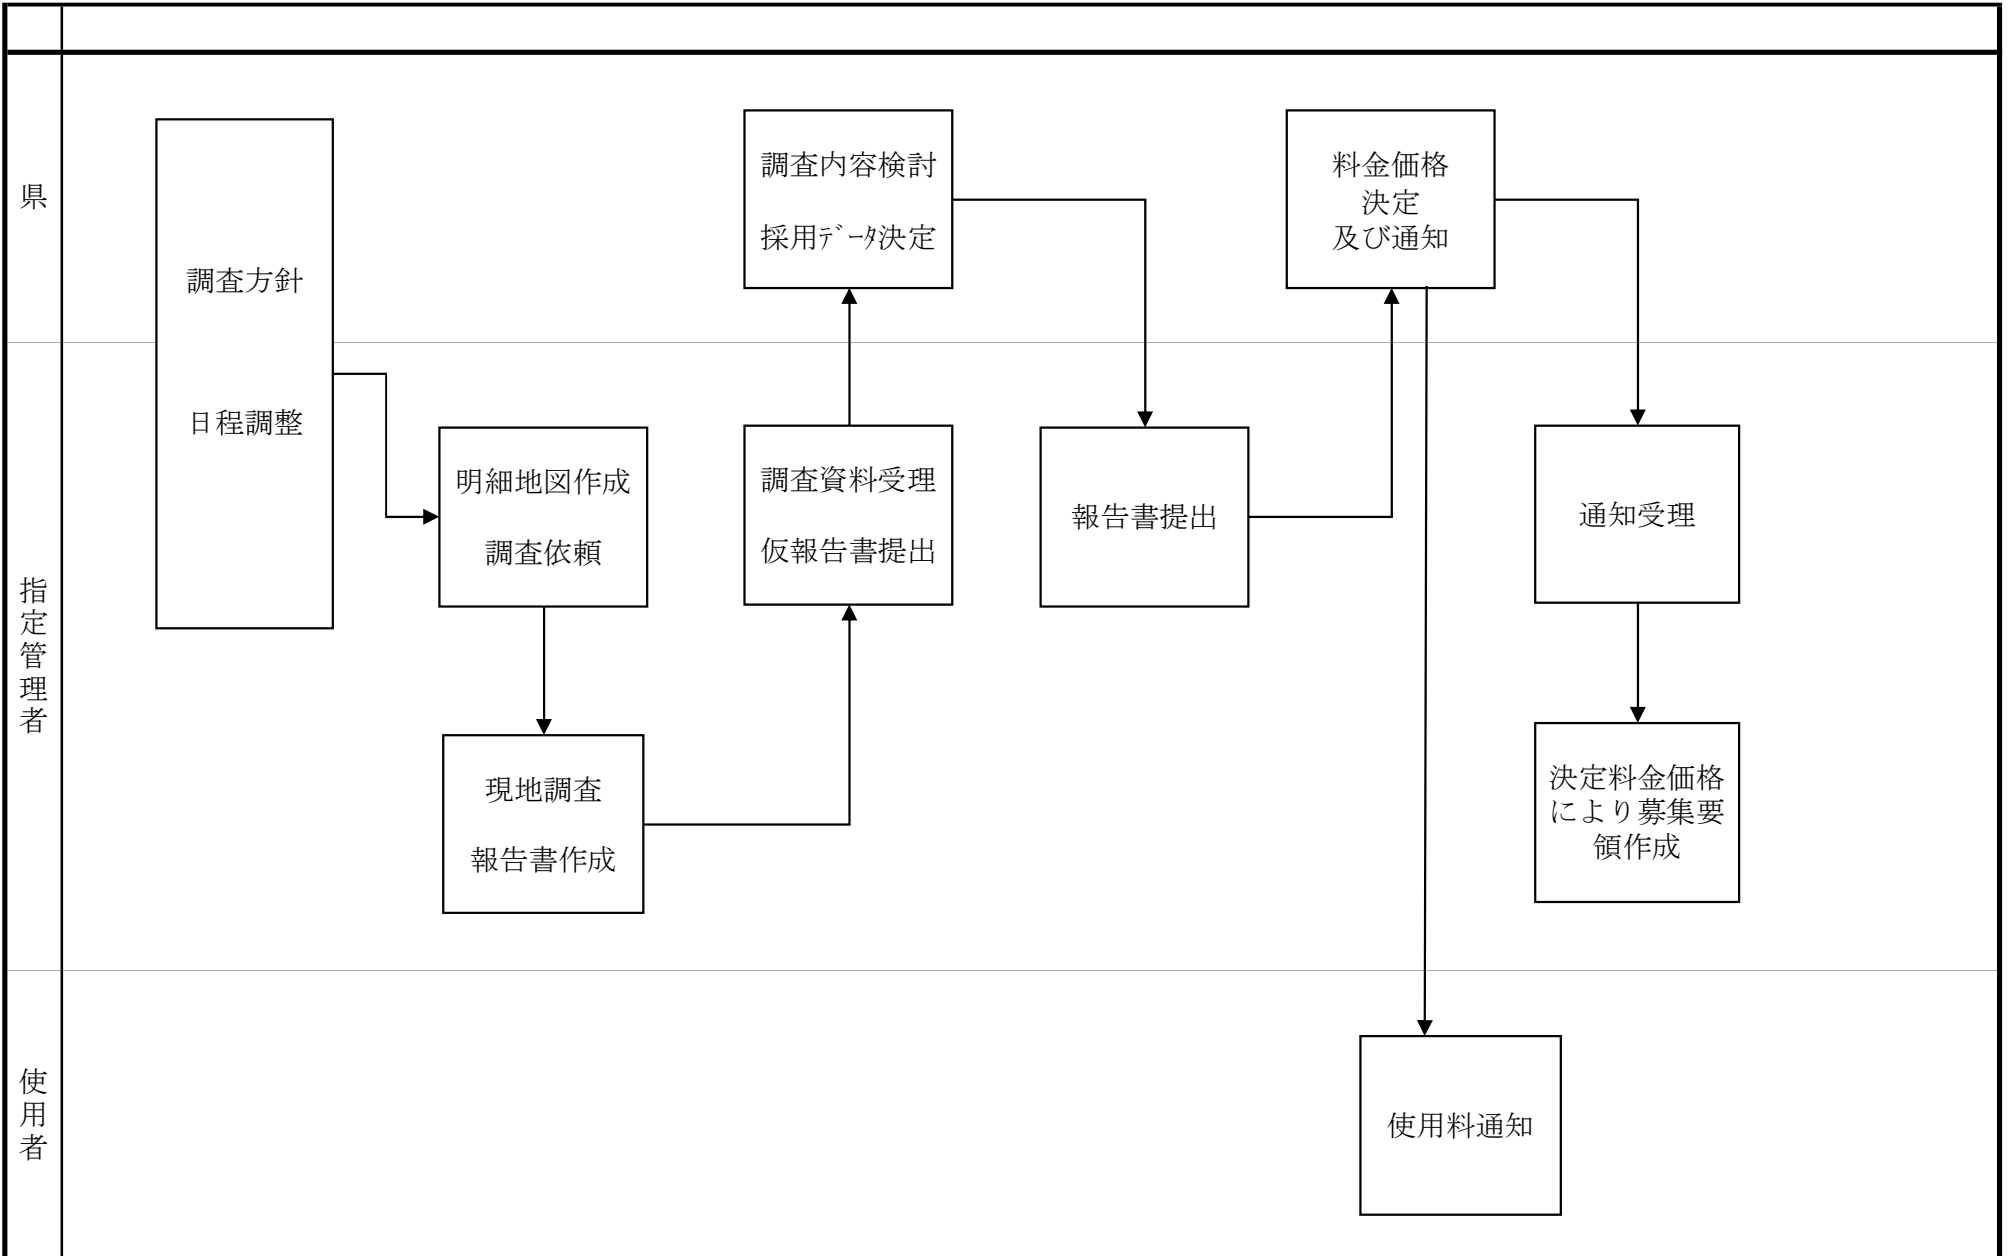 県
調査方針
日程調整
調査内容検討
採用ﾃﾞｰﾀ決定
料金価格
決定
及び通知
指定管理者
明細地図作成
調査依頼
調査資料受理
仮報告書提出
報告書提出
通知受理
現地調査
報告書作成
決定料金価格
により募集要
領作成
使用者
使用料通知